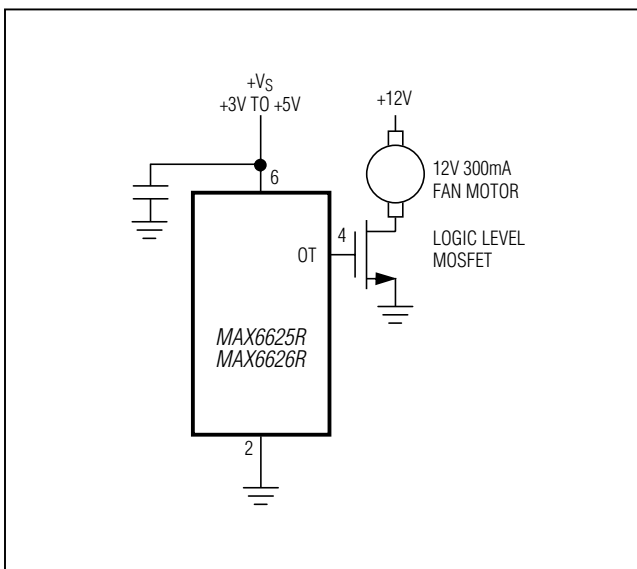 +VS
+3V TO +5V
+12V
6
12V 300mA
FAN MOTOR
4
OT
LOGIC LEVEL
MOSFET
MAX6625R
MAX6626R
2